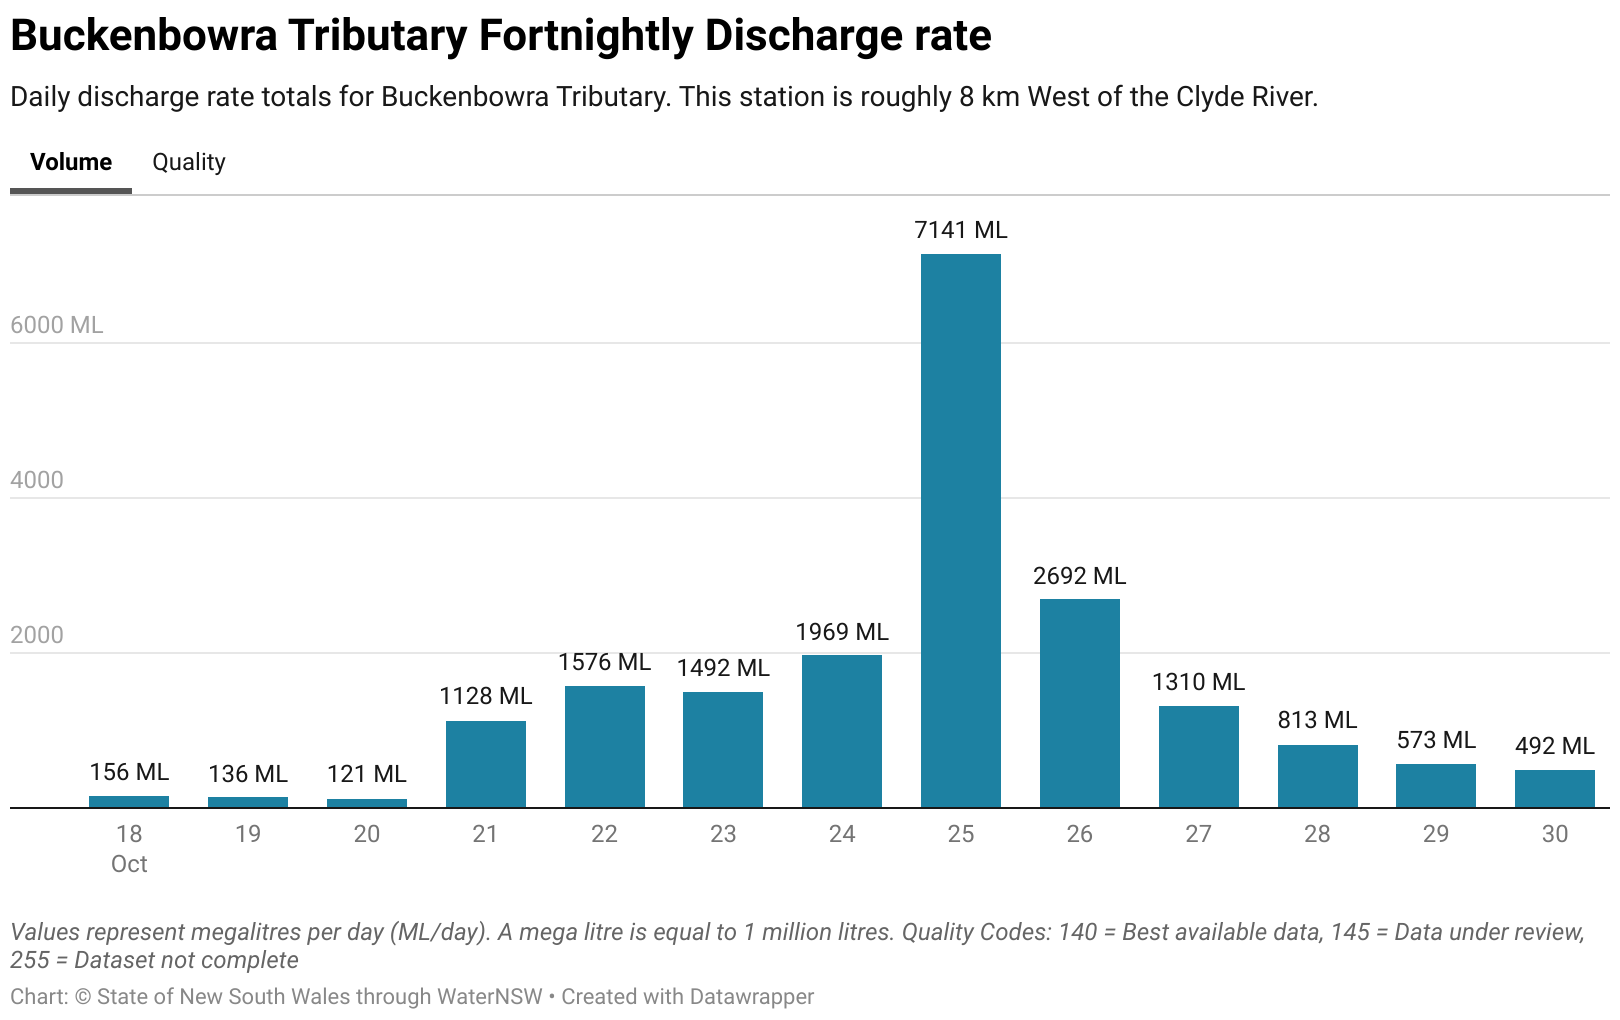 Buckenbowra Tributary Fortnightly Discharge rate
Daily discharge rate totals for Buckenbowra Tributary. This station is roughly 8 km West of the Clyde River.
Volume Quality
7141 ML
6000 ML
4000
2692 ML
2000
1969 ML
1576 ML
1492 ML
1310 ML
1128 ML
813 ML
573 ML
492 ML
156 ML
136 ML
121 ML
18 19 20 21 22 23 24 25 26 27 28 29 30
Oct
Values represent megalitres per day (ML/day). A mega litre is equal to 1 million litres. Quality Codes: 140 = Best available data, 145 = Data under review,
255 = Dataset not complete
Chart: © State of New South Wales through WaterNSW • Created with Datawrapper